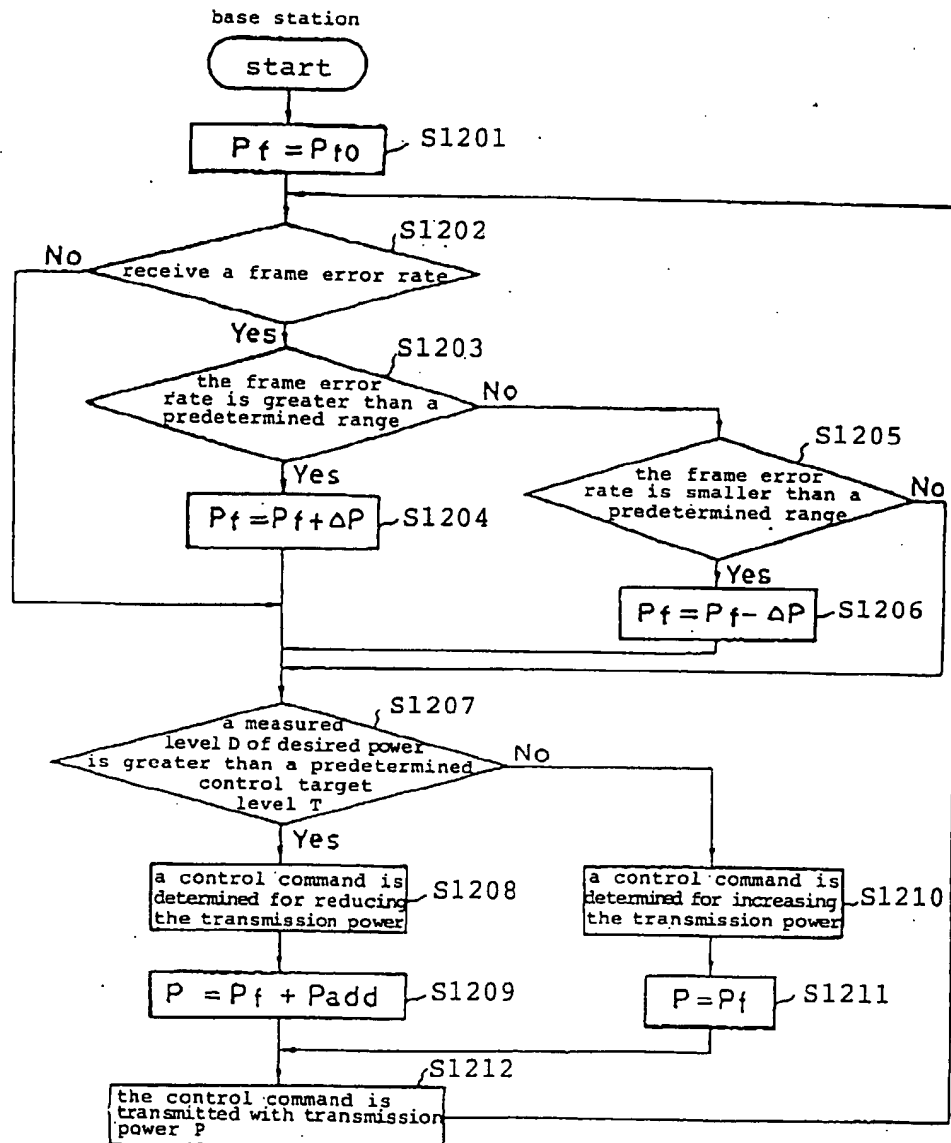 base station
start
Pf = Pf0
S1201
S1202
No
receive a frame error rate
Yes
S1203
the frame error
rate is greater than a
predetermined range
No
S1205
the frame error
rate is smaller than a
predetermined range
No
Yes
Pf = Pf + ΔP
S1204
Yes
Pf = Pf - ΔP
S1206
S1207
a measured
level D of desired power
is greater than a predetermined
control target
level T
No
Yes
a control command is
determined for reducing
the transmission power
S1208
a control command is
determined for increasing
the transmission power
S1210
P = Pf + Padd
S1209
P = Pf
S1211
S1212
the control command is
transmitted with transmission
power P